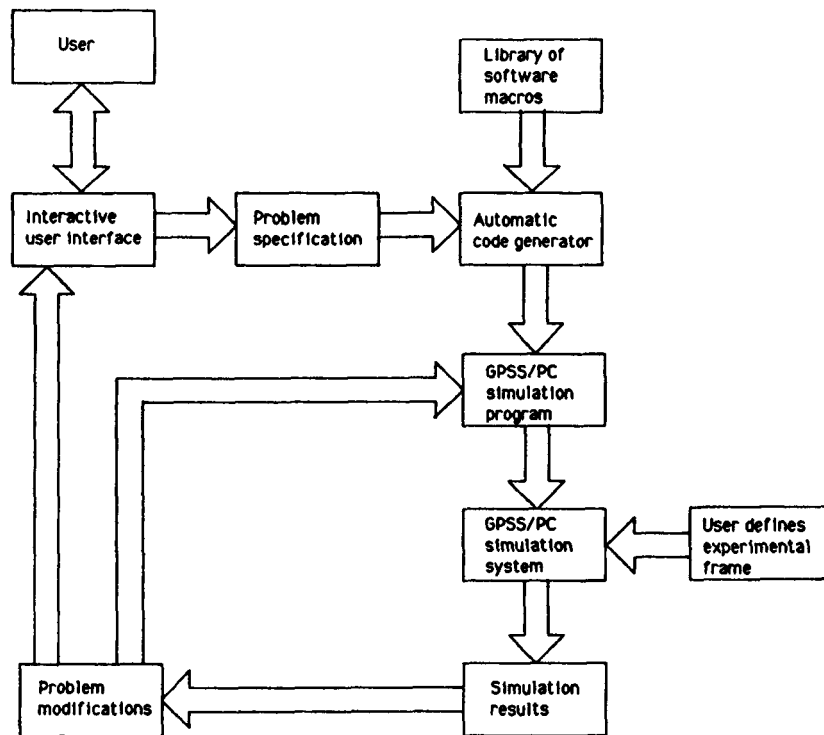 User
Library of
software
macros
Interactive
user interface
Problem
specification
Automatic
code generator
GPSS/PC
simulation
program
GPSS/PC
simulation
system
User defines
experimental
frame
Problem
modifications
Simulation
results